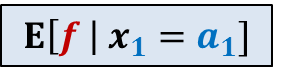 E[f | x₁ = a₁]